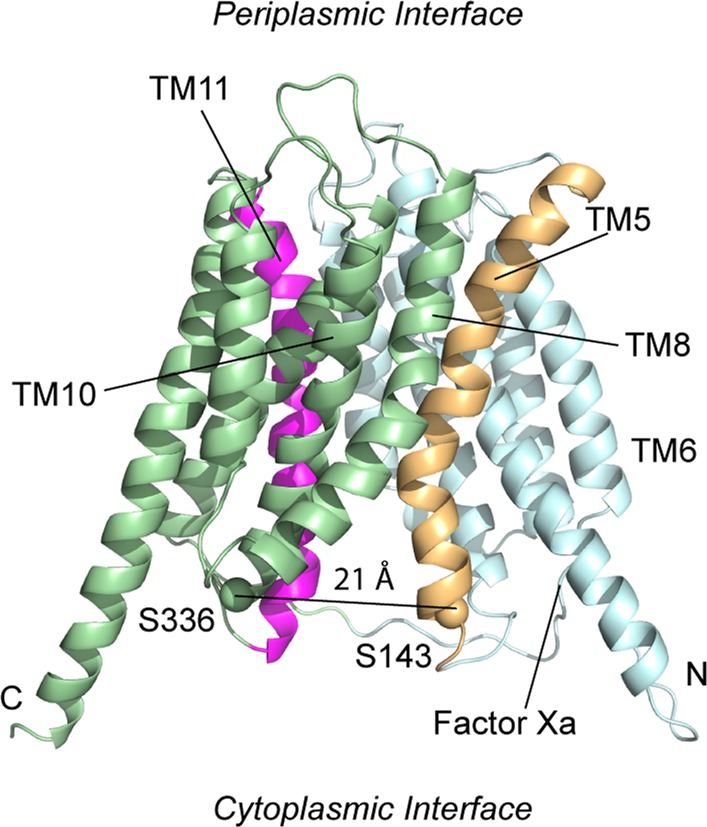 Periplasmic Interface
TM11
TM5
TM8
TM10
TM6
21 Å
S336
S143
C
N
Factor Xa
Cytoplasmic Interface